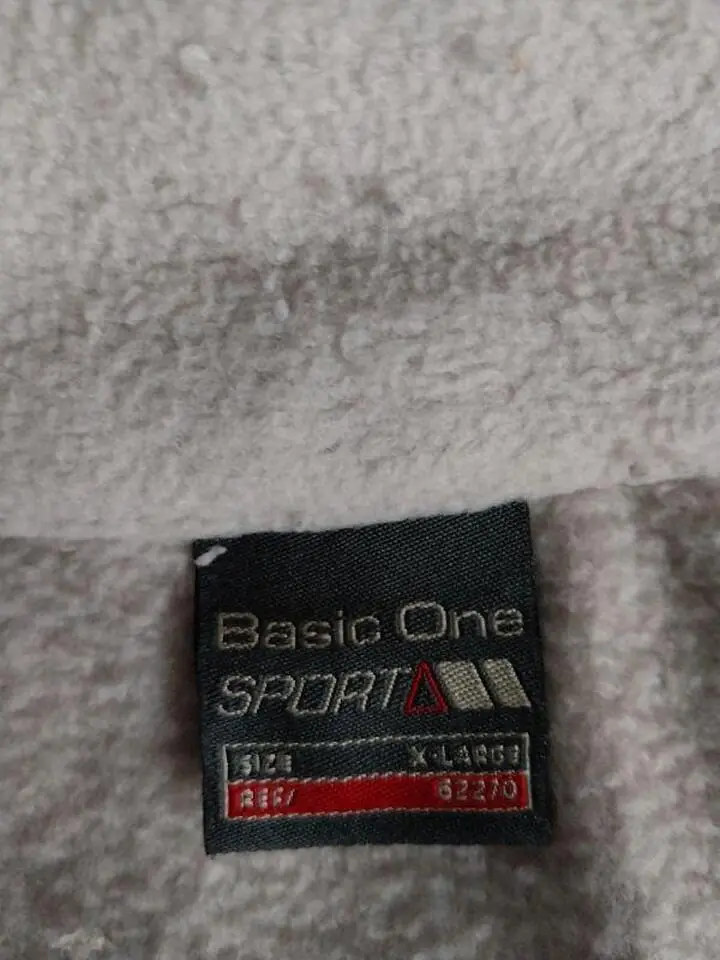 Basic One
SPORT
SIZE X-LARGE
REF/ 62270